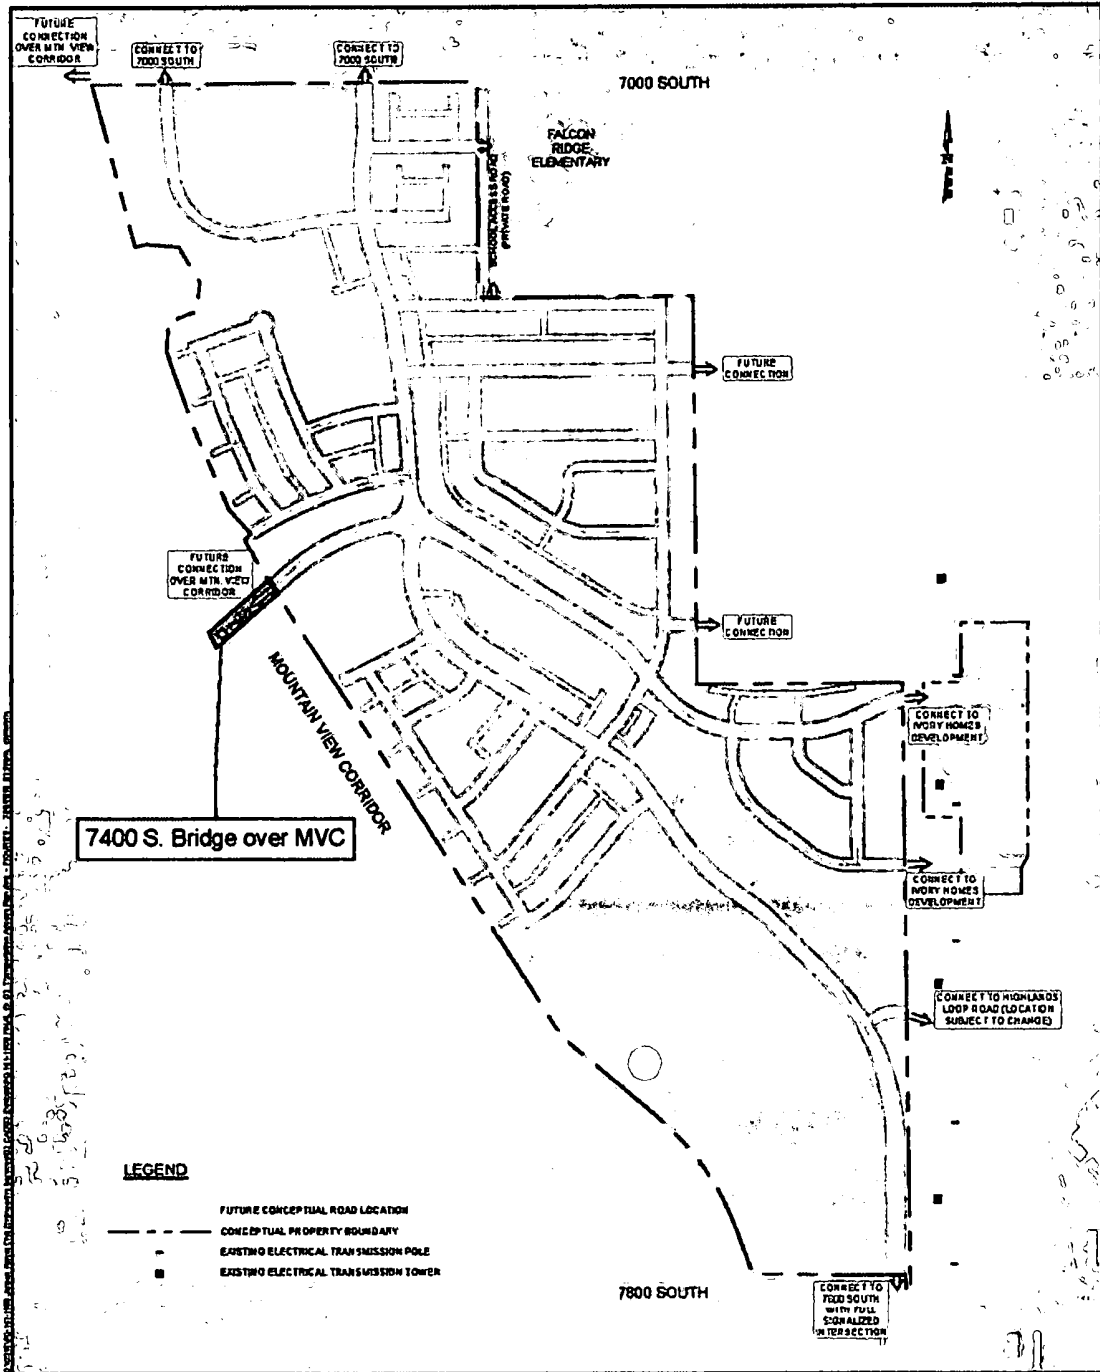 FUTURE
CONNECTION
OVER MTN. VIEW
CORRIDOR
CONNECT TO
7000 SOUTH
CONNECT TO
7000 SOUTH
7000 SOUTH
FALCON
RIDGE
ELEMENTARY
SCHOOL ACCESS ROAD
(PRIVATE ROAD)
N
FUTURE
CONNECTION
FUTURE
CONNECTION
OVER MTN. VIEW
CORRIDOR
FUTURE
CONNECTION
MOUNTAIN VIEW CORRIDOR
CONNECT TO
IVORY HOMES
DEVELOPMENT
7400 S. Bridge over MVC
CONNECT TO
IVORY HOMES
DEVELOPMENT
CONNECT TO HIGHLANDS
LOOP ROAD (LOCATION
SUBJECT TO CHANGE)
LEGEND
FUTURE CONCEPTUAL ROAD LOCATION
CONCEPTUAL PROPERTY BOUNDARY
EXISTING ELECTRICAL TRANSMISSION POLE
EXISTING ELECTRICAL TRANSMISSION TOWER
7800 SOUTH
CONNECT TO
7800 SOUTH
WITH FULL
SIGNALIZED
INTERSECTION